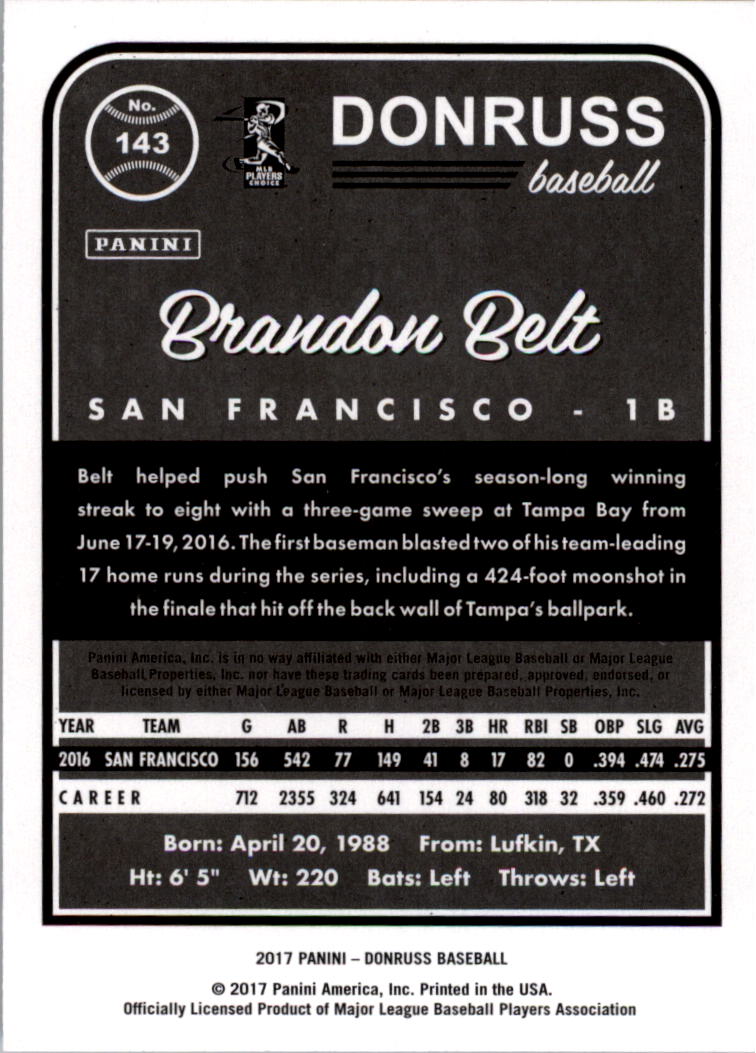 No.
143
MLB
PLAYERS
CHOICE
DONRUSS
baseball
PANINI
Brandon Belt
SAN FRANCISCO - 1B
Belt helped push San Francisco's season-long winning
streak to eight with a three-game sweep at Tampa Bay from
June 17-19, 2016. The first baseman blasted two of his team-leading
17 home runs during the series, including a 424-foot moonshot in
the finale that hit off the back wall of Tampa's ballpark.
Panini America, Inc. is in no way affiliated with either Major League Baseball or Major League
Baseball Properties, Inc. nor have these trading cards been prepared, approved, endorsed, or
licensed by either Major League Baseball or Major League Baseball Properties, Inc.
YEAR TEAM G AB R H 2B 3B HR RBI SB OBP SLG AVG
2016 SAN FRANCISCO 156 542 77 149 41 8 17 82 0 .394 .474 .275
CAREER 712 2355 324 641 154 24 80 318 32 .359 .460 .272
Born: April 20, 1988 From: Lufkin, TX
Ht: 6' 5" Wt: 220 Bats: Left Throws: Left
2017 PANINI – DONRUSS BASEBALL
© 2017 Panini America, Inc. Printed in the USA.
Officially Licensed Product of Major League Baseball Players Association